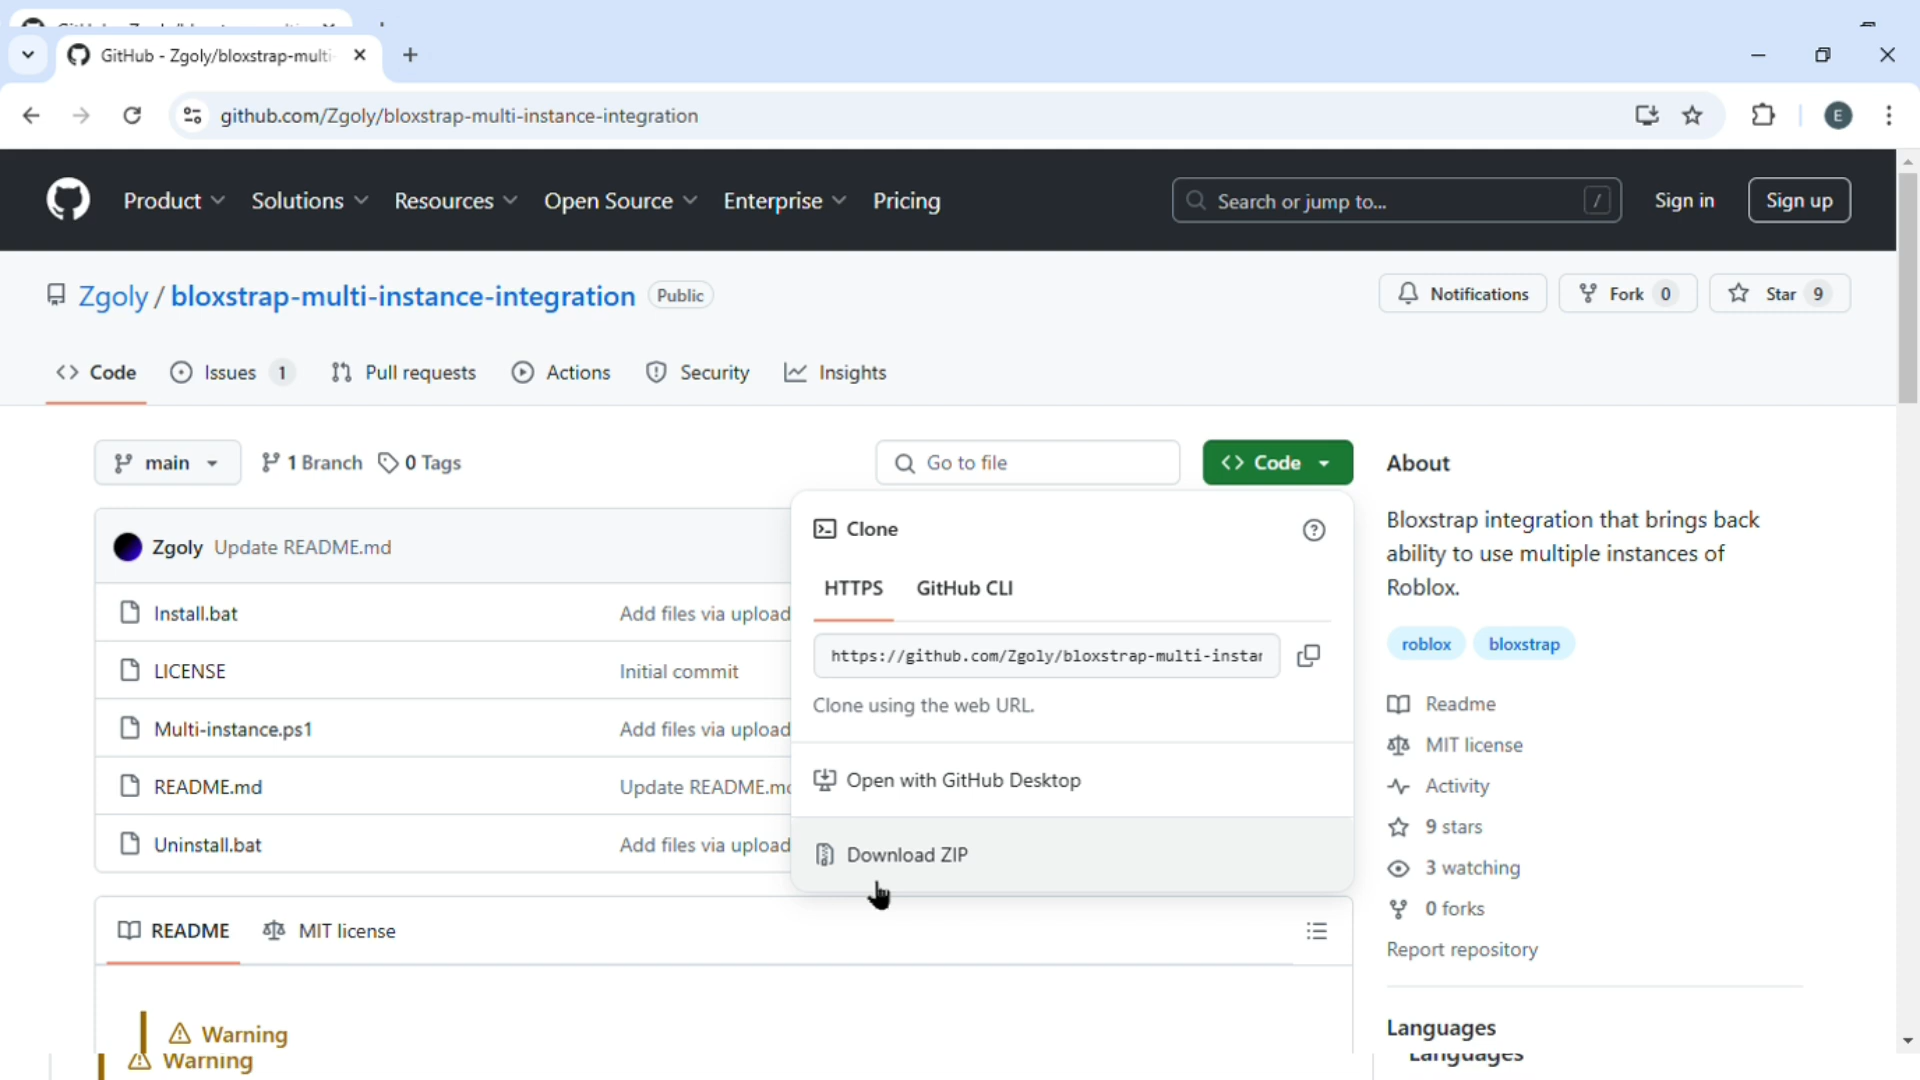 GitHub - Zgoly/bloxstrap-multi-
github.com/Zgoly/bloxstrap-multi-instance-integration
E
Product Solutions Resources Open Source Enterprise Pricing
Search or jump to... /
Sign in
Sign up
Zgoly / bloxstrap-multi-instance-integration Public
Notifications
Fork 0
Star 9
Code
Issues 1
Pull requests
Actions
Security
Insights
main
1 Branch
0 Tags
Go to file
Code
Zgoly Update README.md
Install.bat Add files via upload
LICENSE Initial commit
Multi-instance.ps1 Add files via upload
README.md Update README.md
Uninstall.bat Add files via upload
Clone
HTTPS
GitHub CLI
https://github.com/Zgoly/bloxstrap-multi-instar
Clone using the web URL.
Open with GitHub Desktop
Download ZIP
README
MIT license
Warning
Warning
About
Bloxstrap integration that brings back
ability to use multiple instances of
Roblox.
roblox bloxstrap
Readme
MIT license
Activity
9 stars
3 watching
0 forks
Report repository
Languages
Languages